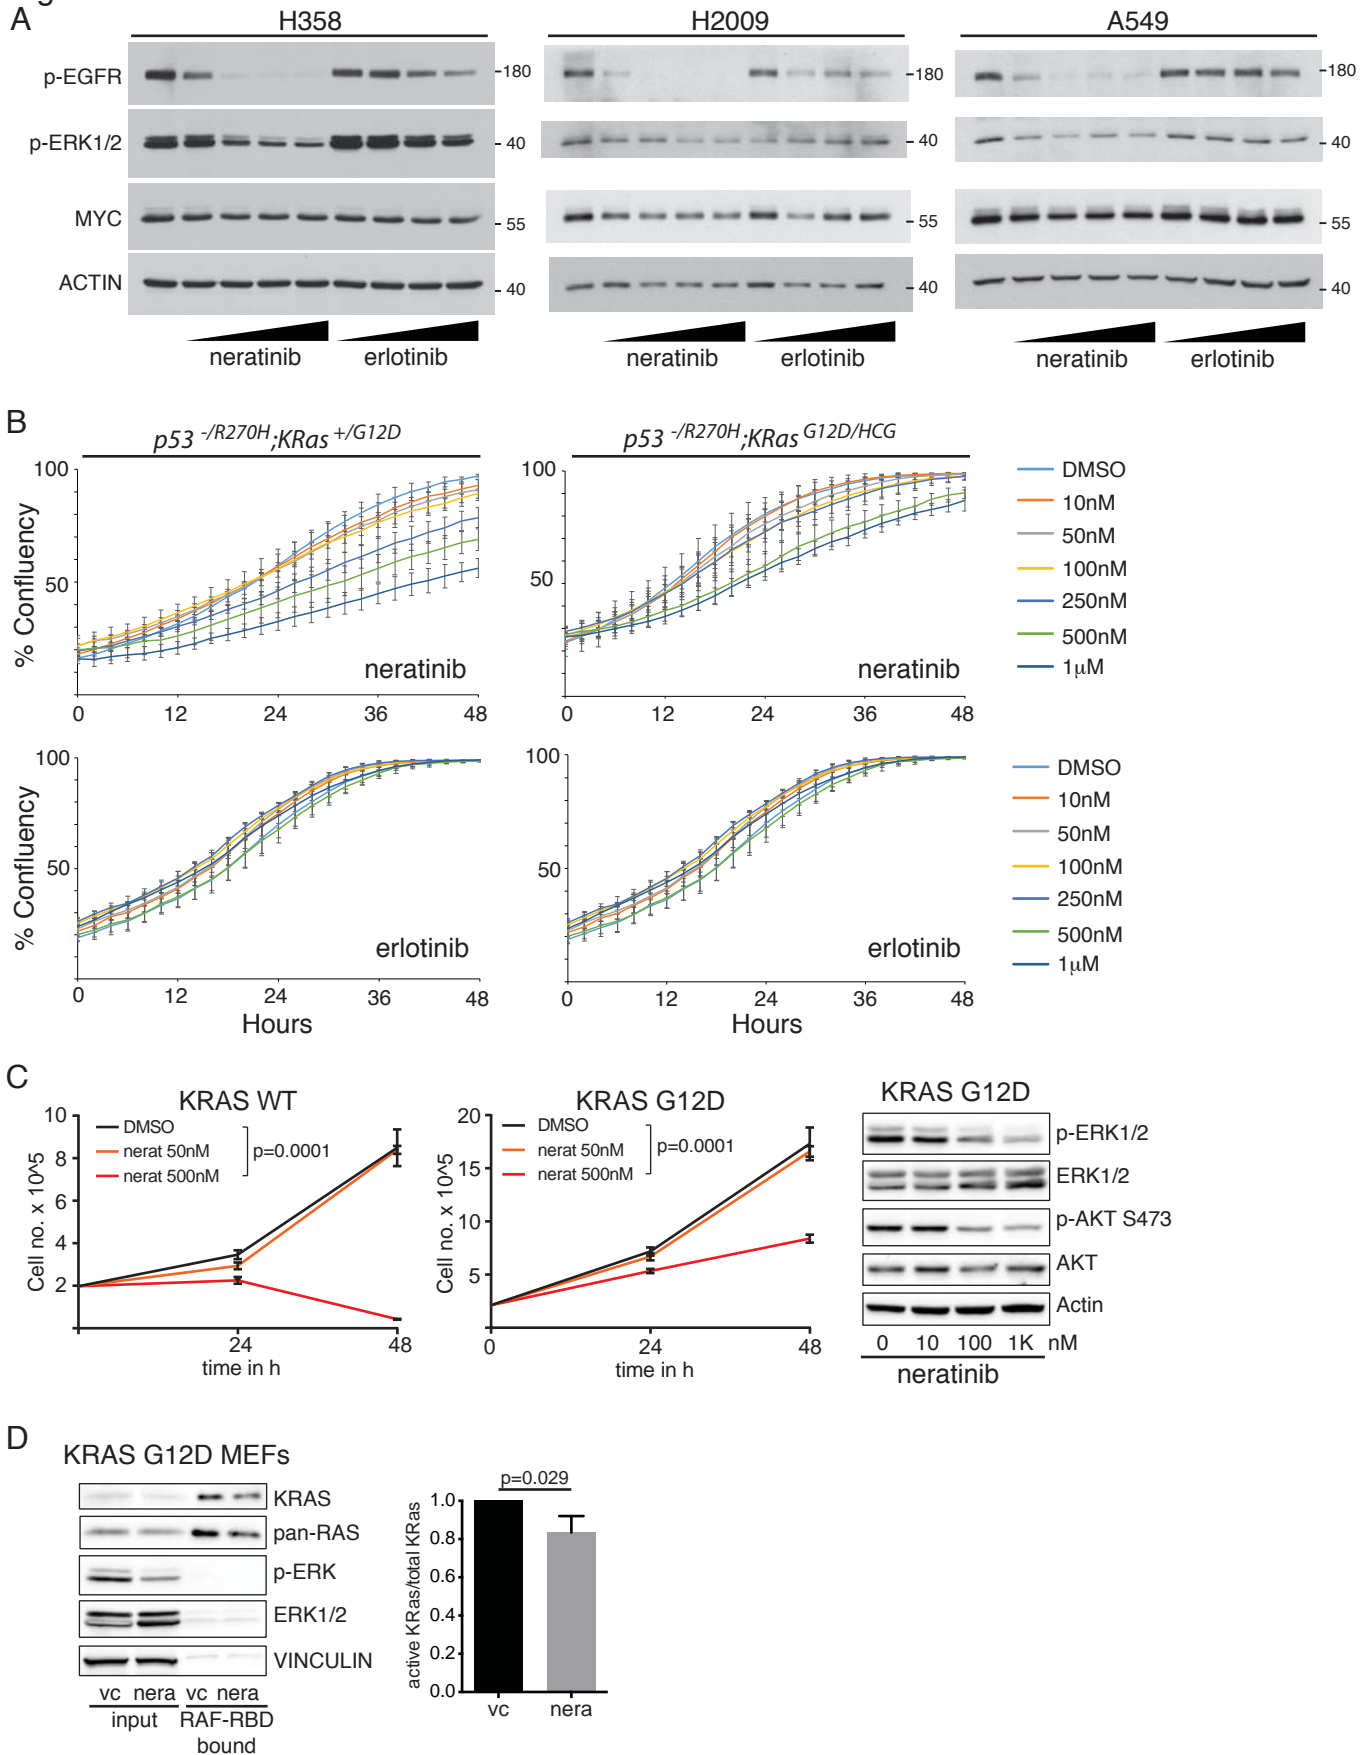 A
H358 H2009 A549
p-EGFR -180 -180 -180
p-ERK1/2 - 40 - 40 - 40
MYC - 55 - 55 - 55
ACTIN - 40 - 40 - 40
neratinib erlotinib neratinib erlotinib neratinib erlotinib
B
p53 -/R270H;KRas +/G12D p53 -/R270H;KRas G12D/HCG
100
50
% Confluency
neratinib
0 12 24 36 48
100
50
neratinib
0 12 24 36 48
DMSO
10nM
50nM
100nM
250nM
500nM
1µM
100
50
% Confluency
erlotinib
0 12 24 36 48
Hours
100
50
erlotinib
0 12 24 36 48
Hours
DMSO
10nM
50nM
100nM
250nM
500nM
1µM
C
KRAS WT
DMSO
nerat 50nM
nerat 500nM
p=0.0001
10
8
6
4
2
Cell no. x 10^5
24 48
time in h
KRAS G12D
DMSO
nerat 50nM
nerat 500nM
p=0.0001
20
15
10
5
Cell no. x 10^5
0 24 48
time in h
KRAS G12D
p-ERK1/2
ERK1/2
p-AKT S473
AKT
Actin
0 10 100 1K nM
neratinib
D
KRAS G12D MEFs
KRAS
pan-RAS
p-ERK
ERK1/2
VINCULIN
vc nera vc nera
input RAF-RBD
bound
p=0.029
1.0
0.8
0.6
0.4
0.2
0.0
active KRas/total KRas
vc nera